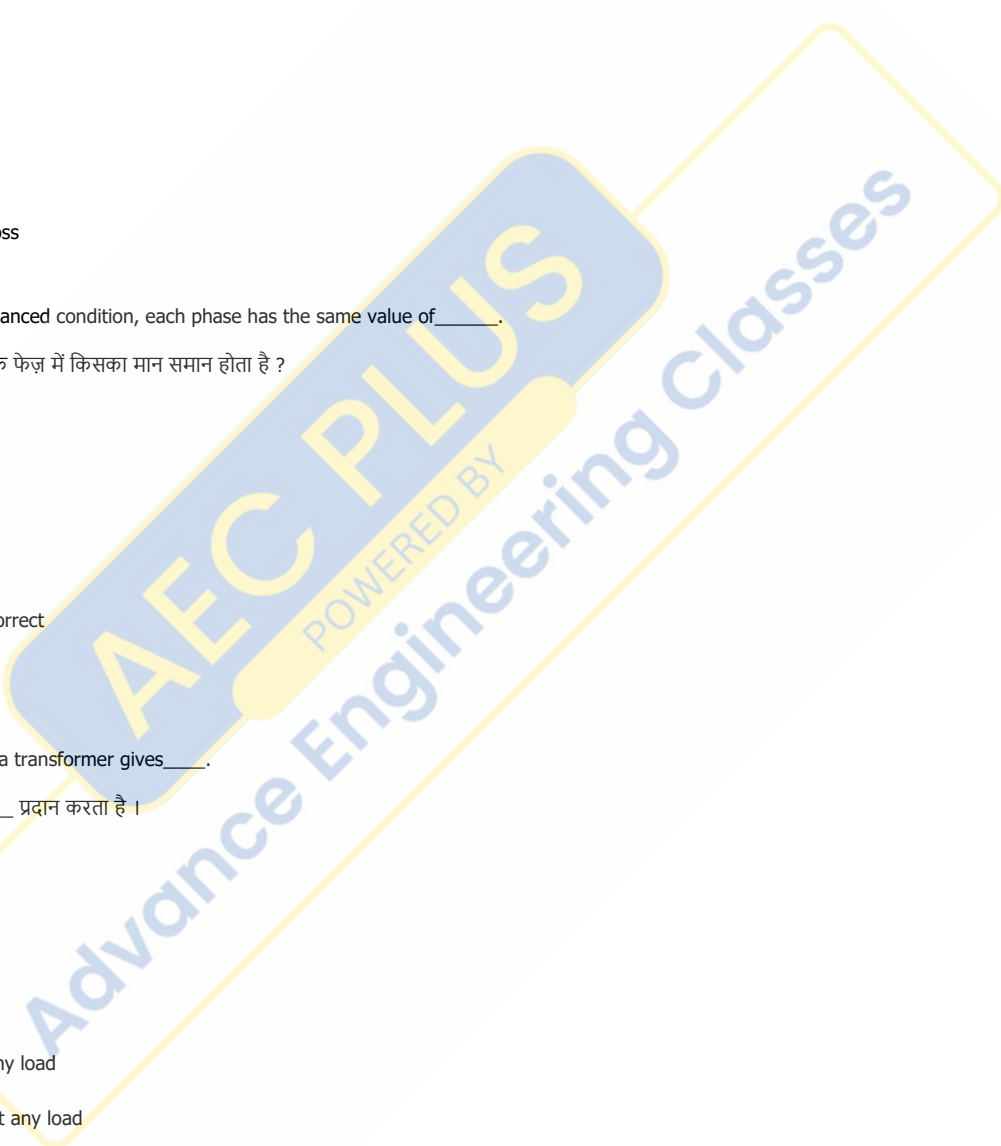 oss
anced condition, each phase has the same value of______.
फेज़ में किसका मान समान होता है ?
orrect
a transformer gives____.
_ प्रदान करता है ।
ny load
t any load
AEC PLUS
POWERED BY
Advance Engineering Classes